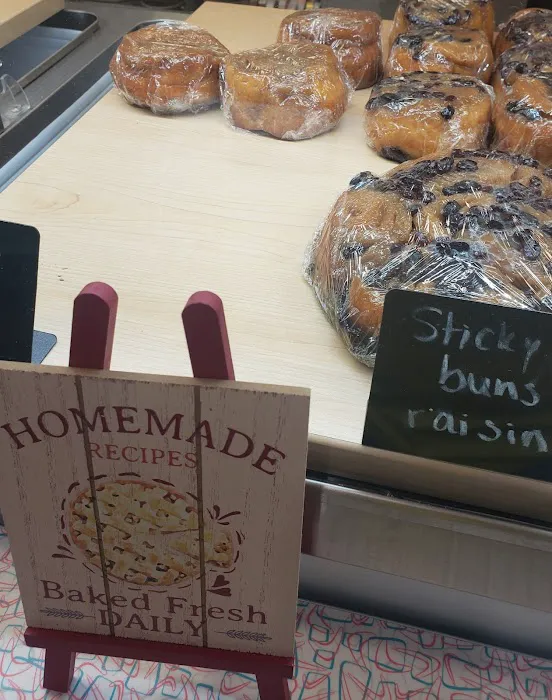 Sticky
buns
raisin
HOMEMADE
RECIPES
Baked Fresh
DAILY